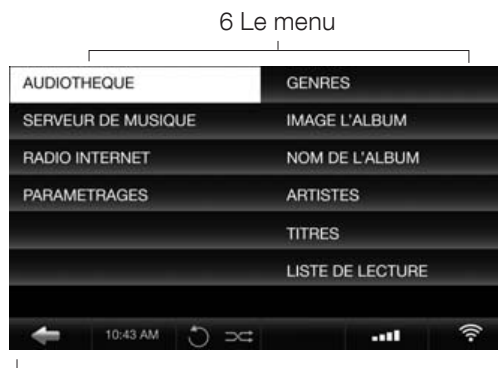 6 Le menu
AUDIOTHEQUE
SERVEUR DE MUSIQUE
RADIO INTERNET
PARAMETRAGES
GENRES
IMAGE L'ALBUM
NOM DE L'ALBUM
ARTISTES
TITRES
LISTE DE LECTURE
10:43 AM